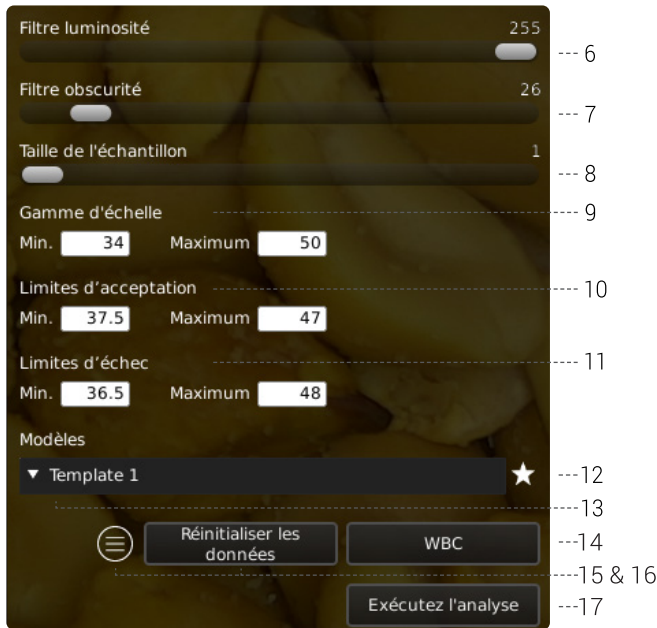 Filtre luminosité 255
--- 6
Filtre obscurité 26
--- 7
Taille de l'échantillon 1
--- 8
Gamme d'échelle
9
Min. 34 Maximum 50
Limites d’acceptation
10
Min. 37.5 Maximum 47
Limites d’échec
11
Min. 36.5 Maximum 48
Modèles
▼ Template 1 ★
---12
13
Réinitialiser les
données
WBC
---14
15 & 16
Exécutez l'analyse
---17